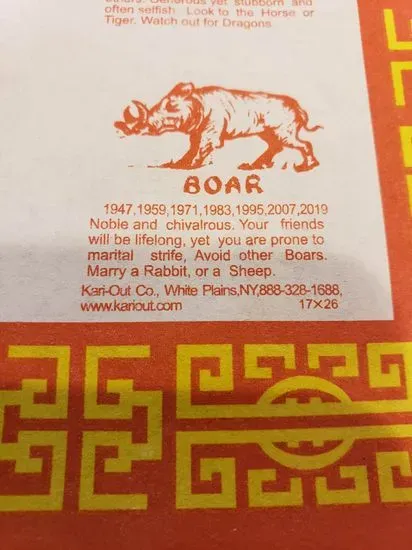 others. Generous yet stubborn and
often selfish. Look to the Horse or
Tiger. Watch out for Dragons
BOAR
1947,1959,1971,1983,1995,2007,2019
Noble and chivalrous. Your friends
will be lifelong, yet you are prone to
marital strife, Avoid other Boars.
Marry a Rabbit, or a Sheep.
Kari-Out Co., White Plains,NY,888-328-1688,
www.kariout.com 17×26